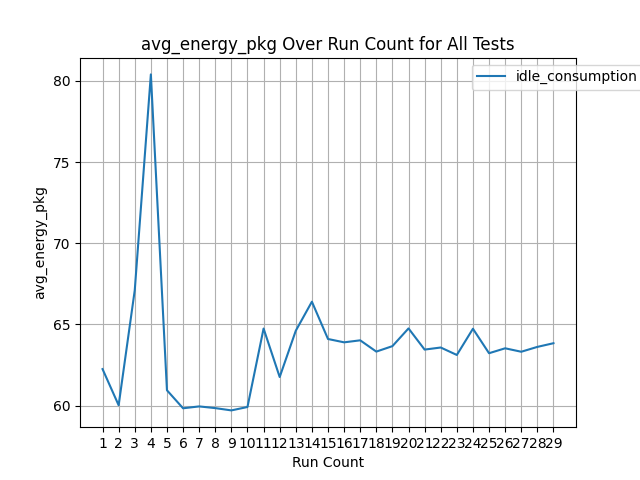 avg_energy_pkg Over Run Count for All Tests
idle_consumption
80
75
70
65
60
avg_energy_pkg
1 2 3 4 5 6 7 8 9 10 11 12 13 14 15 16 17 18 19 20 21 22 23 24 25 26 27 28 29
Run Count